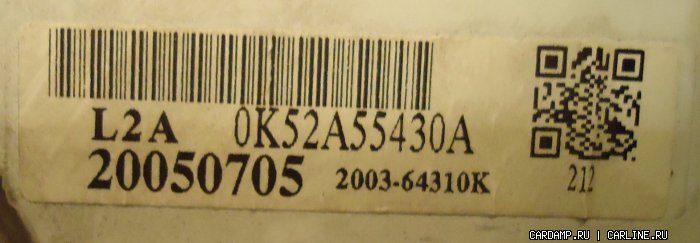 L2A 0K52A55430A
20050705 2003-64310K
212
CARDAMP.RU | CARLINE.RU